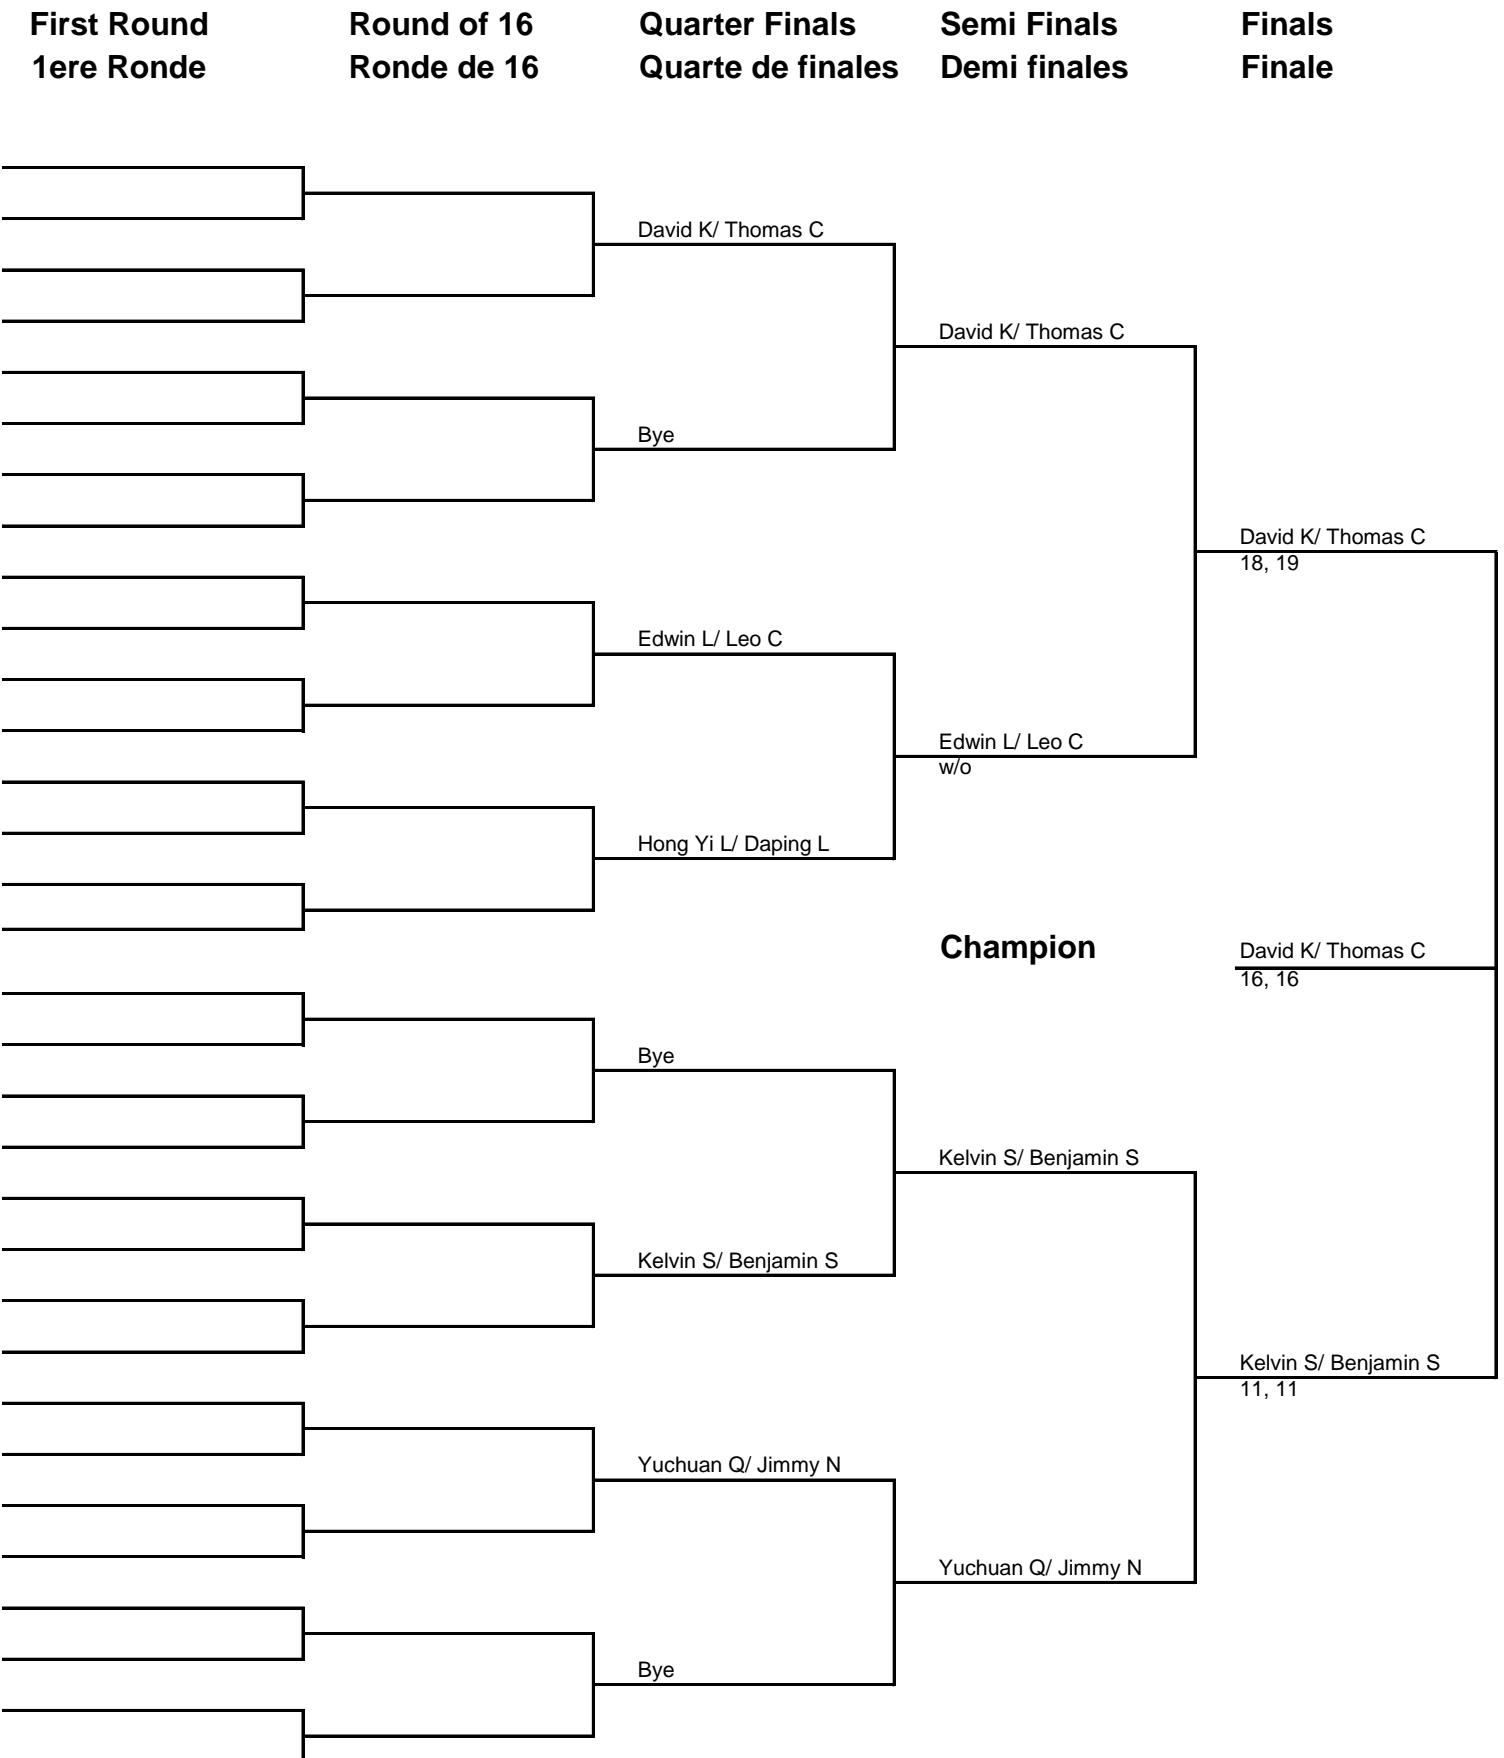 First Round
Round of 16
Quarter Finals
Semi Finals
Finals
1ere Ronde
Ronde de 16
Quarte de finales
Demi finales
Finale
David K/ Thomas C
David K/ Thomas C
Bye
David K/ Thomas C
18, 19
Edwin L/ Leo C
Edwin L/ Leo C
w/o
Hong Yi L/ Daping L
Champion
David K/ Thomas C
16, 16
Bye
Kelvin S/ Benjamin S
Kelvin S/ Benjamin S
Kelvin S/ Benjamin S
11, 11
Yuchuan Q/ Jimmy N
Yuchuan Q/ Jimmy N
Bye